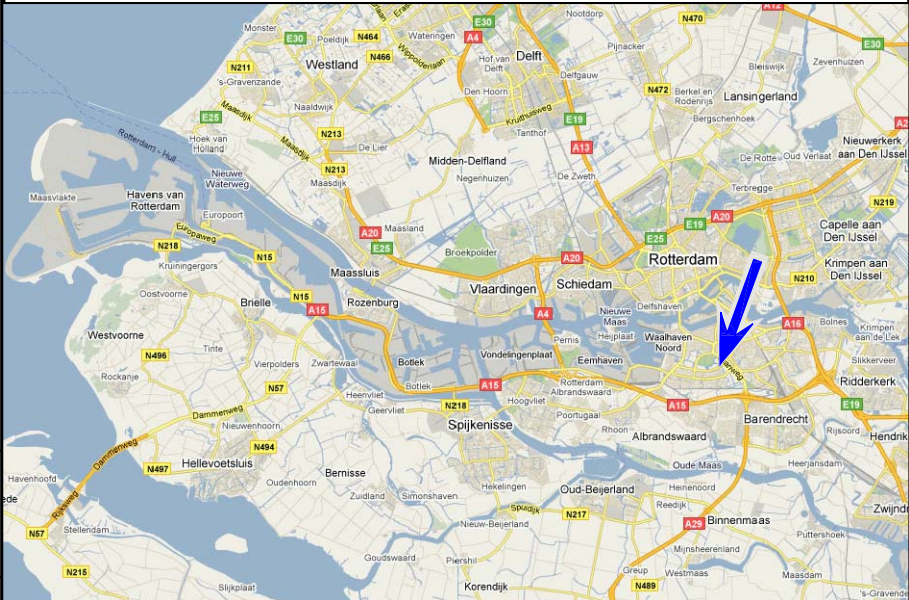 Nootdorp
A12
Monster
E30
Poeldijk
N464
Wateringen
A4
E30
N470
N211
Westland
N466
Wippolderlaan
Hof van
Delft
Delft
Pijnacker
E30
Bleiswijk
Zevenhuizen
's-Gravenzande
Delfgauw
Den Hoorn
N472
Berkel en
Rodenrijs
Lansingerland
E25
Maasdijk
Naaldwijk
Kruithuisweg
E19
Bergschenhoek
Hoek van
Holland
N213
Tanthof
Rotterdam - Hull
Maasdijk
De Lier
A13
Nieuwerkerk
aan Den IJssel
N213
Midden-Delfland
De Rotte
Oud Verlaat
Nieuwe
Waterweg
Maasdijk
Negenhuizen
De Zweth
Terbregge
Maasvlakte
Havens van
Rotterdam
N219
Europoort
A20
Maasland
E19
A20
Capelle aan
Den IJssel
Europaweg
E25
E25
N218
N15
Broekpolder
A20
Rotterdam
Krimpen aan
Den IJssel
Kruiningergors
Maassluis
N210
Oostvoorne
N15
Vlaardingen
Schiedam
Brielle
A15
Rozenburg
Delfshaven
Nieuwe
Maas
A4
A16
Bolnes
Krimpen
aan de Lek
Westvoorne
Heijplaat
Waalhaven
Noord
Pernis
Tinte
N496
Vierpolders
Zwartewaal
Botlek
Vondelingenplaat
Eemhaven
Slikkerveer
Rockanje
N57
Botlek
A15
Rotterdam
Albrandswaard
Ridderkerk
Heenvliet
N218
Hoogvliet
A15
E19
Dammenweg
Geervliet
Poortugaal
Barendrecht
Nieuwenhoorn
Spijkenisse
Rhoon
Rijsoord
N494
Albrandswaard
Hendrik
Dammenweg
N497
Hellevoetsluis
Oude Maas
Heerjansdam
Havenhoofd
Bernisse
Heinenoord
Oudenhoorn
Hekelingen
Oud-Beijerland
ede
Rijksweg
Zuidland
Simonshaven
Reedijk
Spuidijk
N217
Zwijndr
N57
Stellendam
Nieuw-Beijerland
A29
Binnenmaas
Puttershoek
Goudswaard
Mijnsheerenland
Piershil
N215
Greup
Westmaas
Maasdam
Slijkplaat
Korendijk
N489
's-Gravende